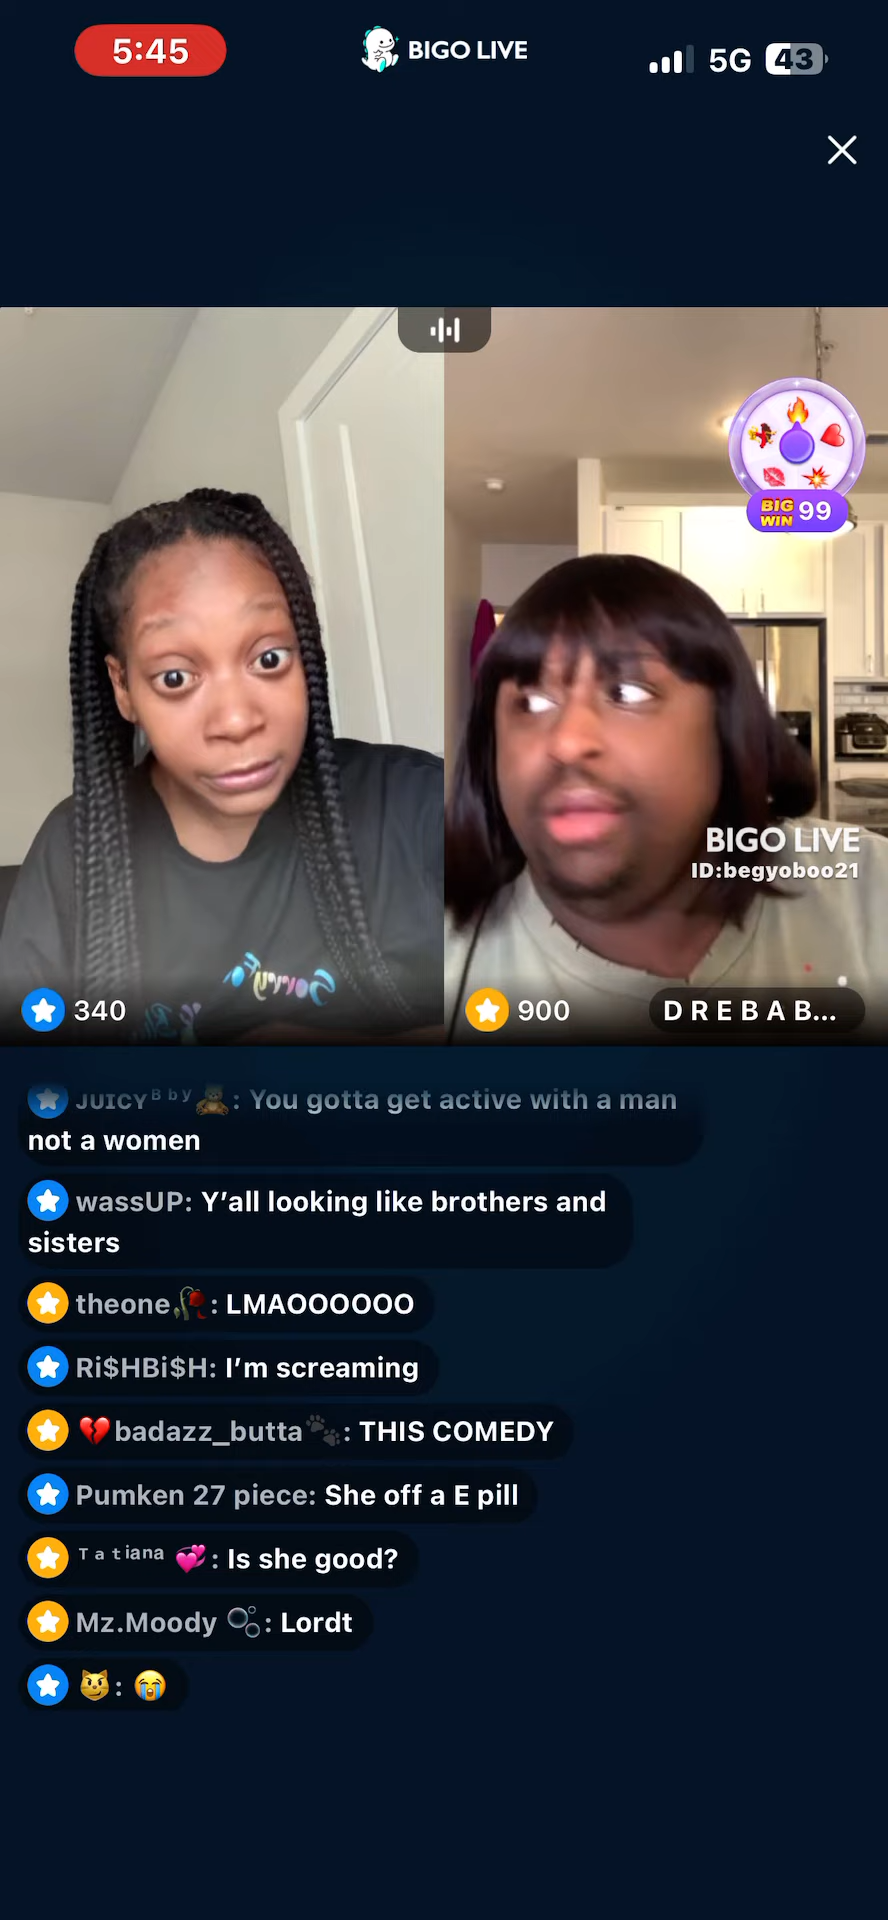 5:45
BIGO LIVE
5G
43
BIG
WIN 99
BIGO LIVE
ID:begyoboo21
340
900
D R E B A B...
JUICYᴮ ᵇ ʸ🧸: You gotta get active with a man
not a women
wassUP: Y’all looking like brothers and
sisters
theone🥀: LMAOOOOOO
Ri$HBi$H: I’m screaming
💔badazz_butta🐾: THIS COMEDY
Pumken 27 piece: She off a E pill
ᵀ ᵃ ᵗ ⁱᵃⁿᵃ 💞: Is she good?
Mz.Moody 🫧: Lordt
😼: 😭